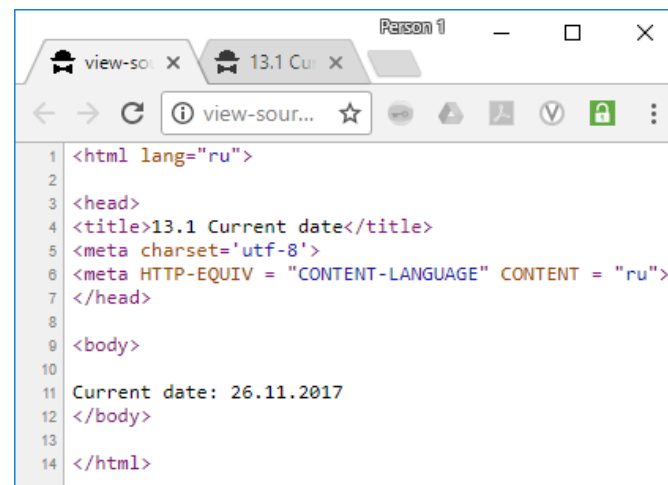 Person 1
view-so
13.1 Cu
view-sour...
1 <html lang="ru">
2
3 <head>
4 <title>13.1 Current date</title>
5 <meta charset='utf-8'>
6 <meta HTTP-EQUIV = "CONTENT-LANGUAGE" CONTENT = "ru">
7 </head>
8
9 <body>
10
11 Current date: 26.11.2017
12 </body>
13
14 </html>